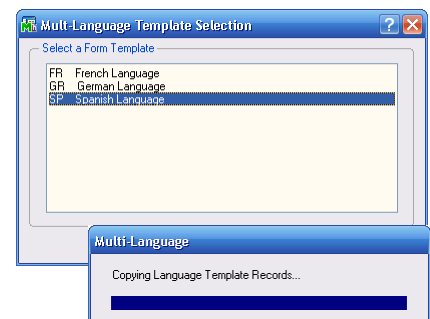 Mult-Language Template Selection
Select a Form Template
FR French Language
GR German Language
SP Spanish Language
Multi-Language
Copying Language Template Records...